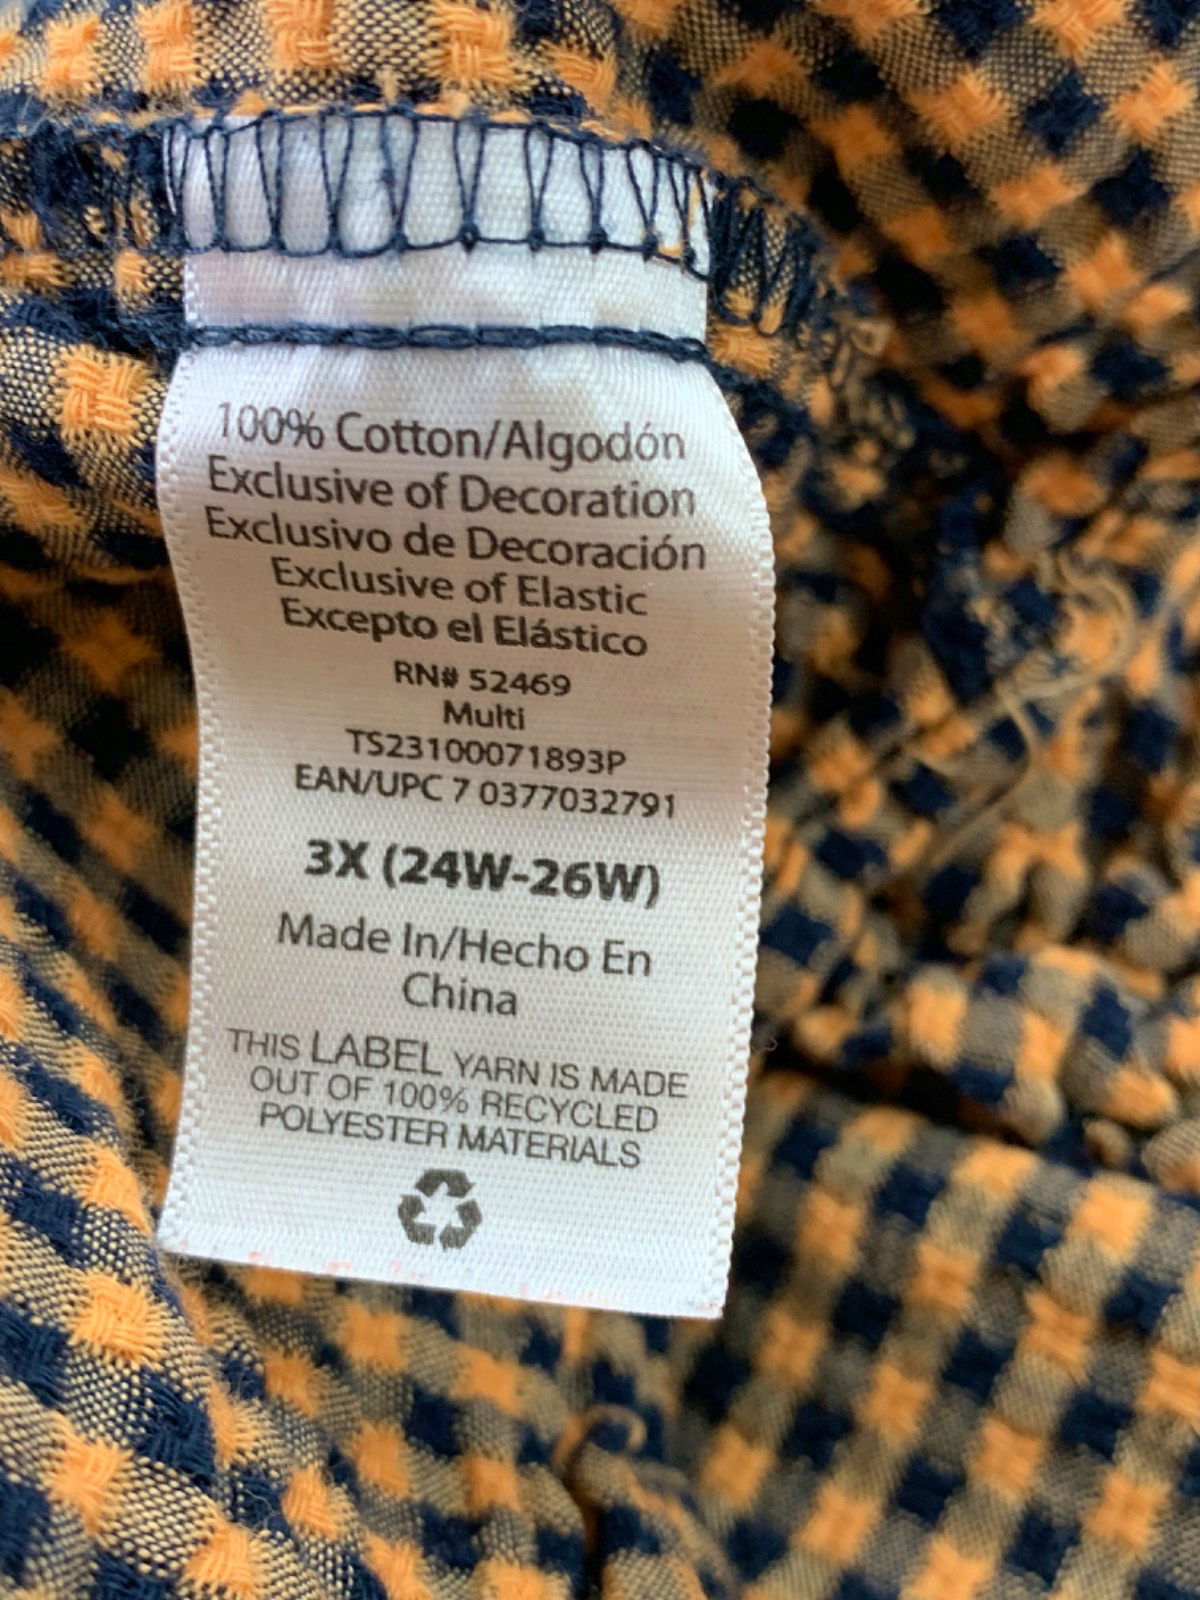 100% Cotton/Algodón
Exclusive of Decoration
Exclusivo de Decoración
Exclusive of Elastic
Excepto el Elástico
RN# 52469
Multi
TS23100071893P
EAN/UPC 7 0377032791
3X (24W-26W)
Made In/Hecho En
China
THIS LABEL YARN IS MADE
OUT OF 100% RECYCLED
POLYESTER MATERIALS